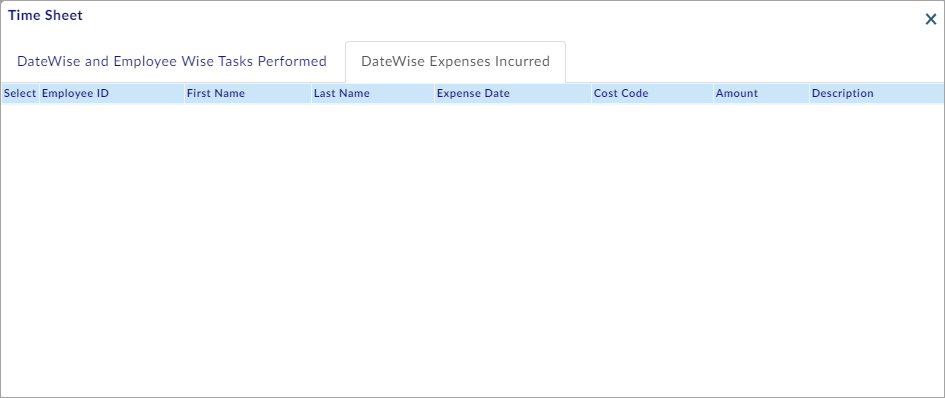 Time Sheet
DateWise and Employee Wise Tasks Performed DateWise Expenses Incurred
Select Employee ID First Name Last Name Expense Date Cost Code Amount Description